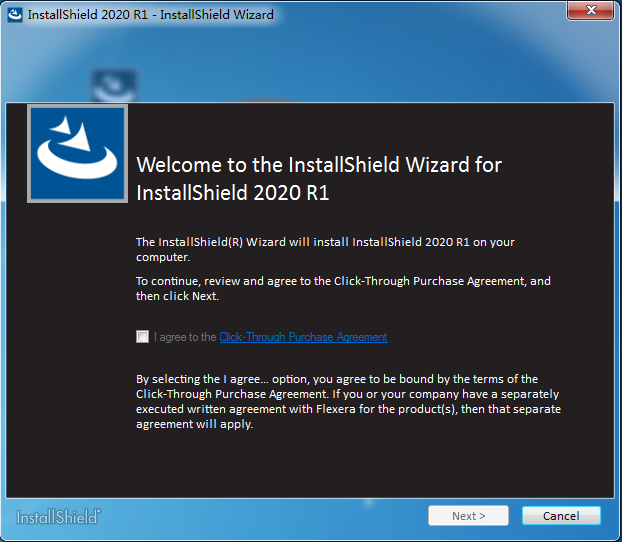 InstallShield 2020 R1 - InstallShield Wizard
Welcome to the InstallShield Wizard for
InstallShield 2020 R1
The InstallShield(R) Wizard will install InstallShield 2020 R1 on your
computer.
To continue, review and agree to the Click-Through Purchase Agreement, and
then click Next.
I agree to the Click-Through Purchase Agreement
By selecting the I agree... option, you agree to be bound by the terms of the
Click-Through Purchase Agreement. If you or your company have a separately
executed written agreement with Flexera for the product(s), then that separate
agreement will apply.
InstallShield™
Next >
Cancel